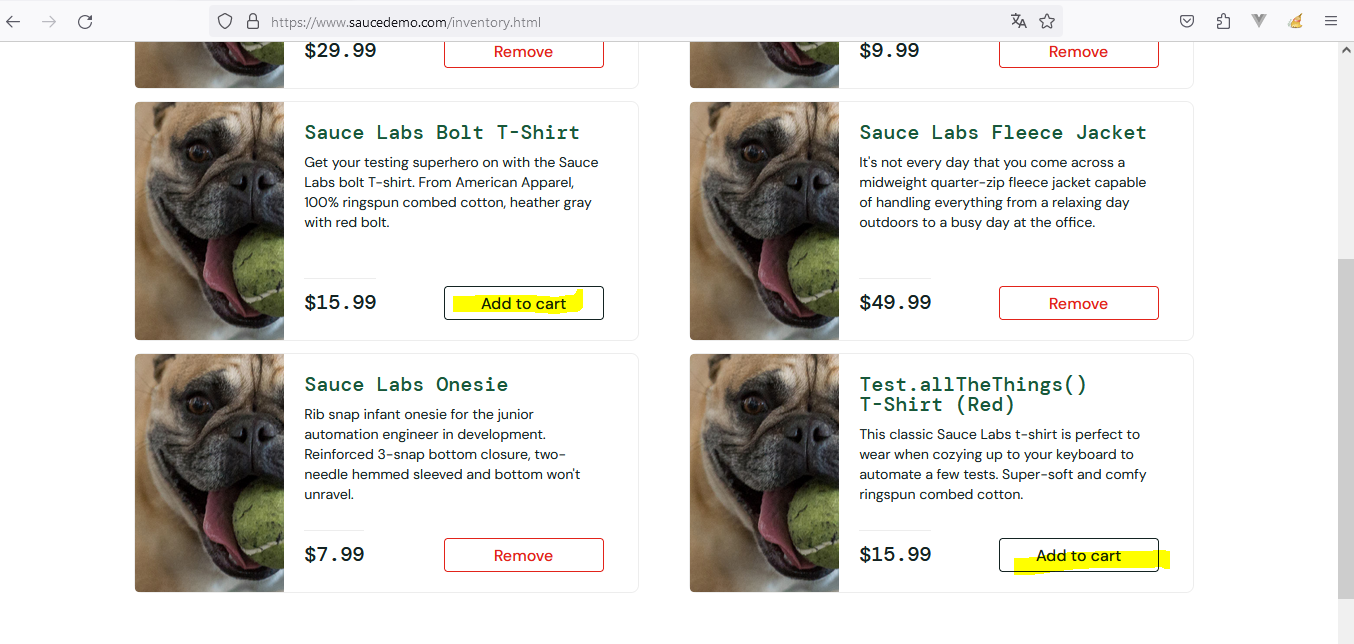 https://www.saucedemo.com/inventory.html
$29.99
Remove
$9.99
Remove
Sauce Labs Bolt T-Shirt
Get your testing superhero on with the Sauce
Labs bolt T-shirt. From American Apparel,
100% ringspun combed cotton, heather gray
with red bolt.
$15.99
Add to cart
Sauce Labs Fleece Jacket
It's not every day that you come across a
midweight quarter-zip fleece jacket capable
of handling everything from a relaxing day
outdoors to a busy day at the office.
$49.99
Remove
Sauce Labs Onesie
Rib snap infant onesie for the junior
automation engineer in development.
Reinforced 3-snap bottom closure, two-
needle hemmed sleeved and bottom won't
unravel.
$7.99
Remove
Test.allTheThings()
T-Shirt (Red)
This classic Sauce Labs t-shirt is perfect to
wear when cozying up to your keyboard to
automate a few tests. Super-soft and comfy
ringspun combed cotton.
$15.99
Add to cart